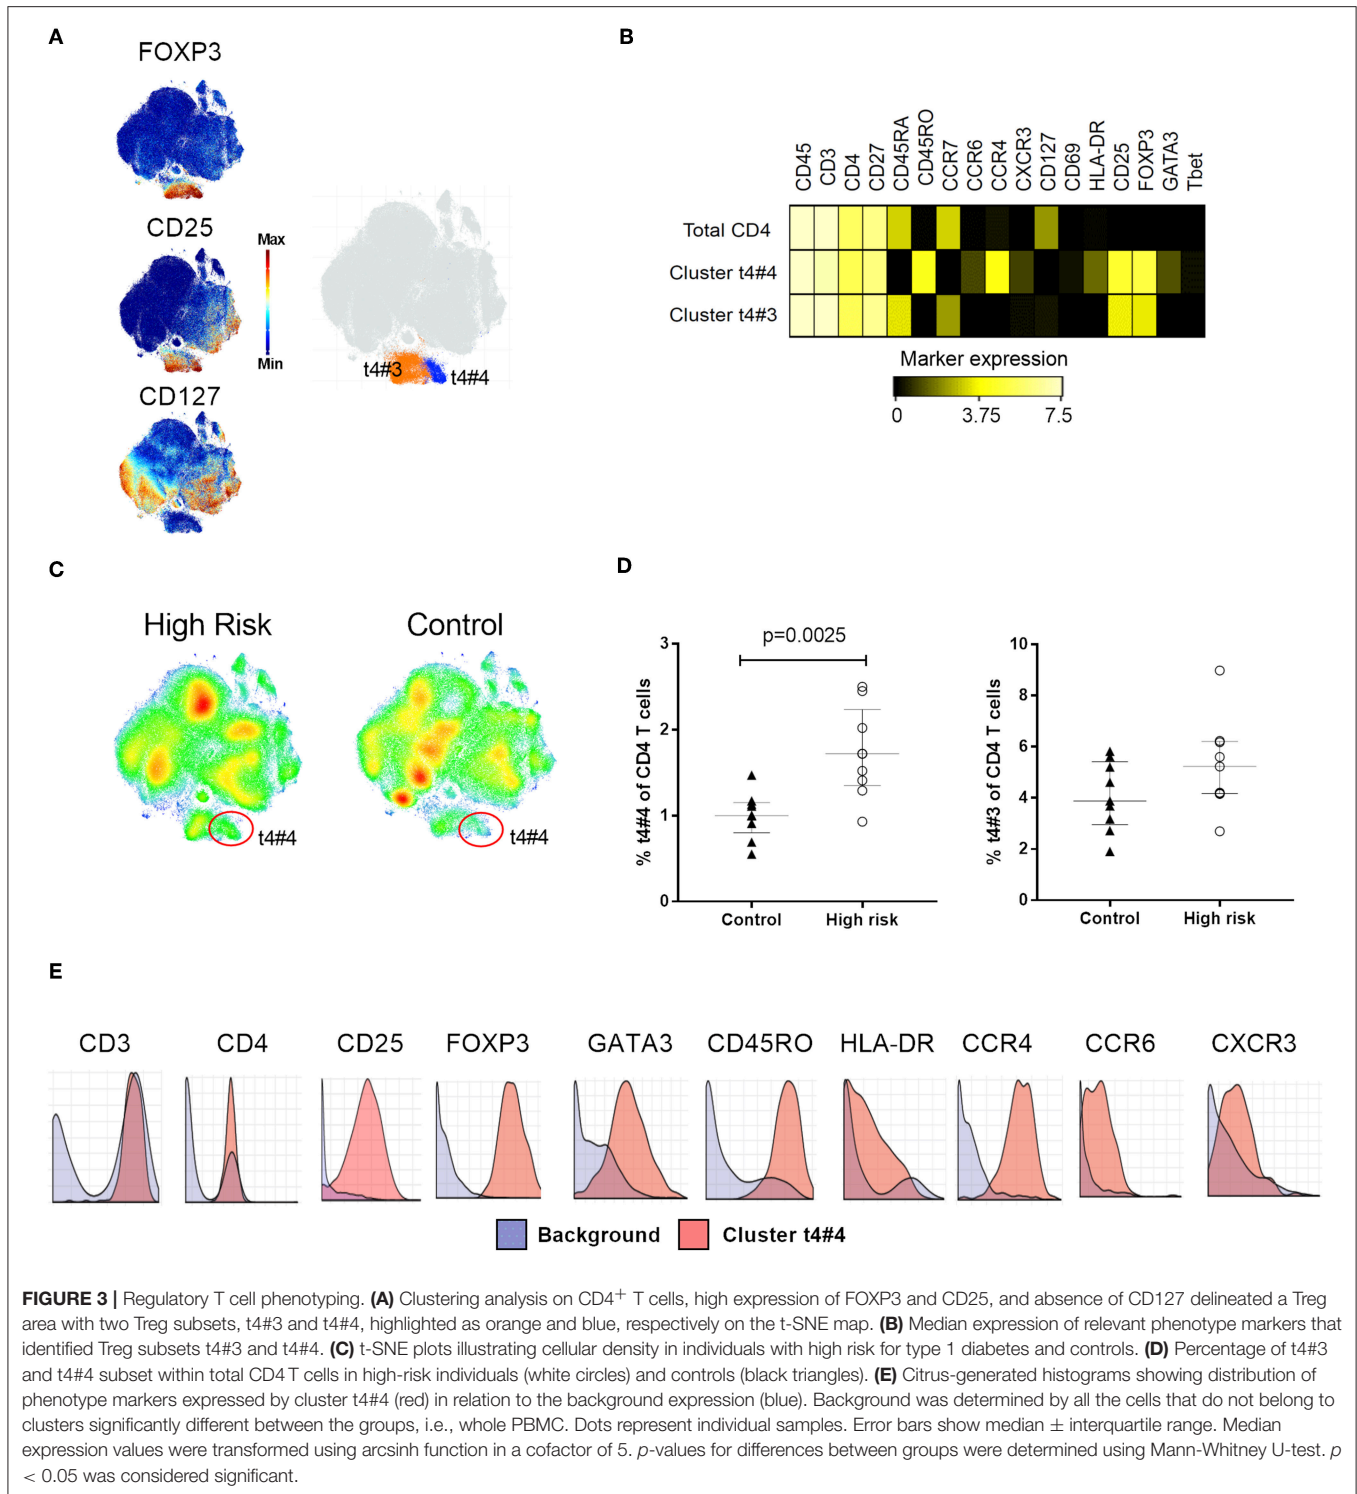 A
FOXP3
CD25
Max
Min
CD127
t4#3
t4#4
B
CD45
CD3
CD4
CD27
CD45RA
CD45RO
CCR7
CCR6
CCR4
CXCR3
CD127
CD69
HLA-DR
CD25
FOXP3
GATA3
Tbet
Total CD4
Cluster t4#4
Cluster t4#3
Marker expression
0 3.75 7.5
C
High Risk Control
t4#4 t4#4
D
p=0.0025
% t4#4 of CD4 T cells
3
2
1
0
Control High risk
% t4#3 of CD4 T cells
10
8
6
4
2
0
Control High risk
E
CD3 CD4 CD25 FOXP3 GATA3 CD45RO HLA-DR CCR4 CCR6 CXCR3
Background Cluster t4#4
FIGURE 3 | Regulatory T cell phenotyping. (A) Clustering analysis on CD4+ T cells, high expression of FOXP3 and CD25, and absence of CD127 delineated a Treg
area with two Treg subsets, t4#3 and t4#4, highlighted as orange and blue, respectively on the t-SNE map. (B) Median expression of relevant phenotype markers that
identified Treg subsets t4#3 and t4#4. (C) t-SNE plots illustrating cellular density in individuals with high risk for type 1 diabetes and controls. (D) Percentage of t4#3
and t4#4 subset within total CD4 T cells in high-risk individuals (white circles) and controls (black triangles). (E) Citrus-generated histograms showing distribution of
phenotype markers expressed by cluster t4#4 (red) in relation to the background expression (blue). Background was determined by all the cells that do not belong to
clusters significantly different between the groups, i.e., whole PBMC. Dots represent individual samples. Error bars show median ± interquartile range. Median
expression values were transformed using arcsinh function in a cofactor of 5. p-values for differences between groups were determined using Mann-Whitney U-test. p
< 0.05 was considered significant.